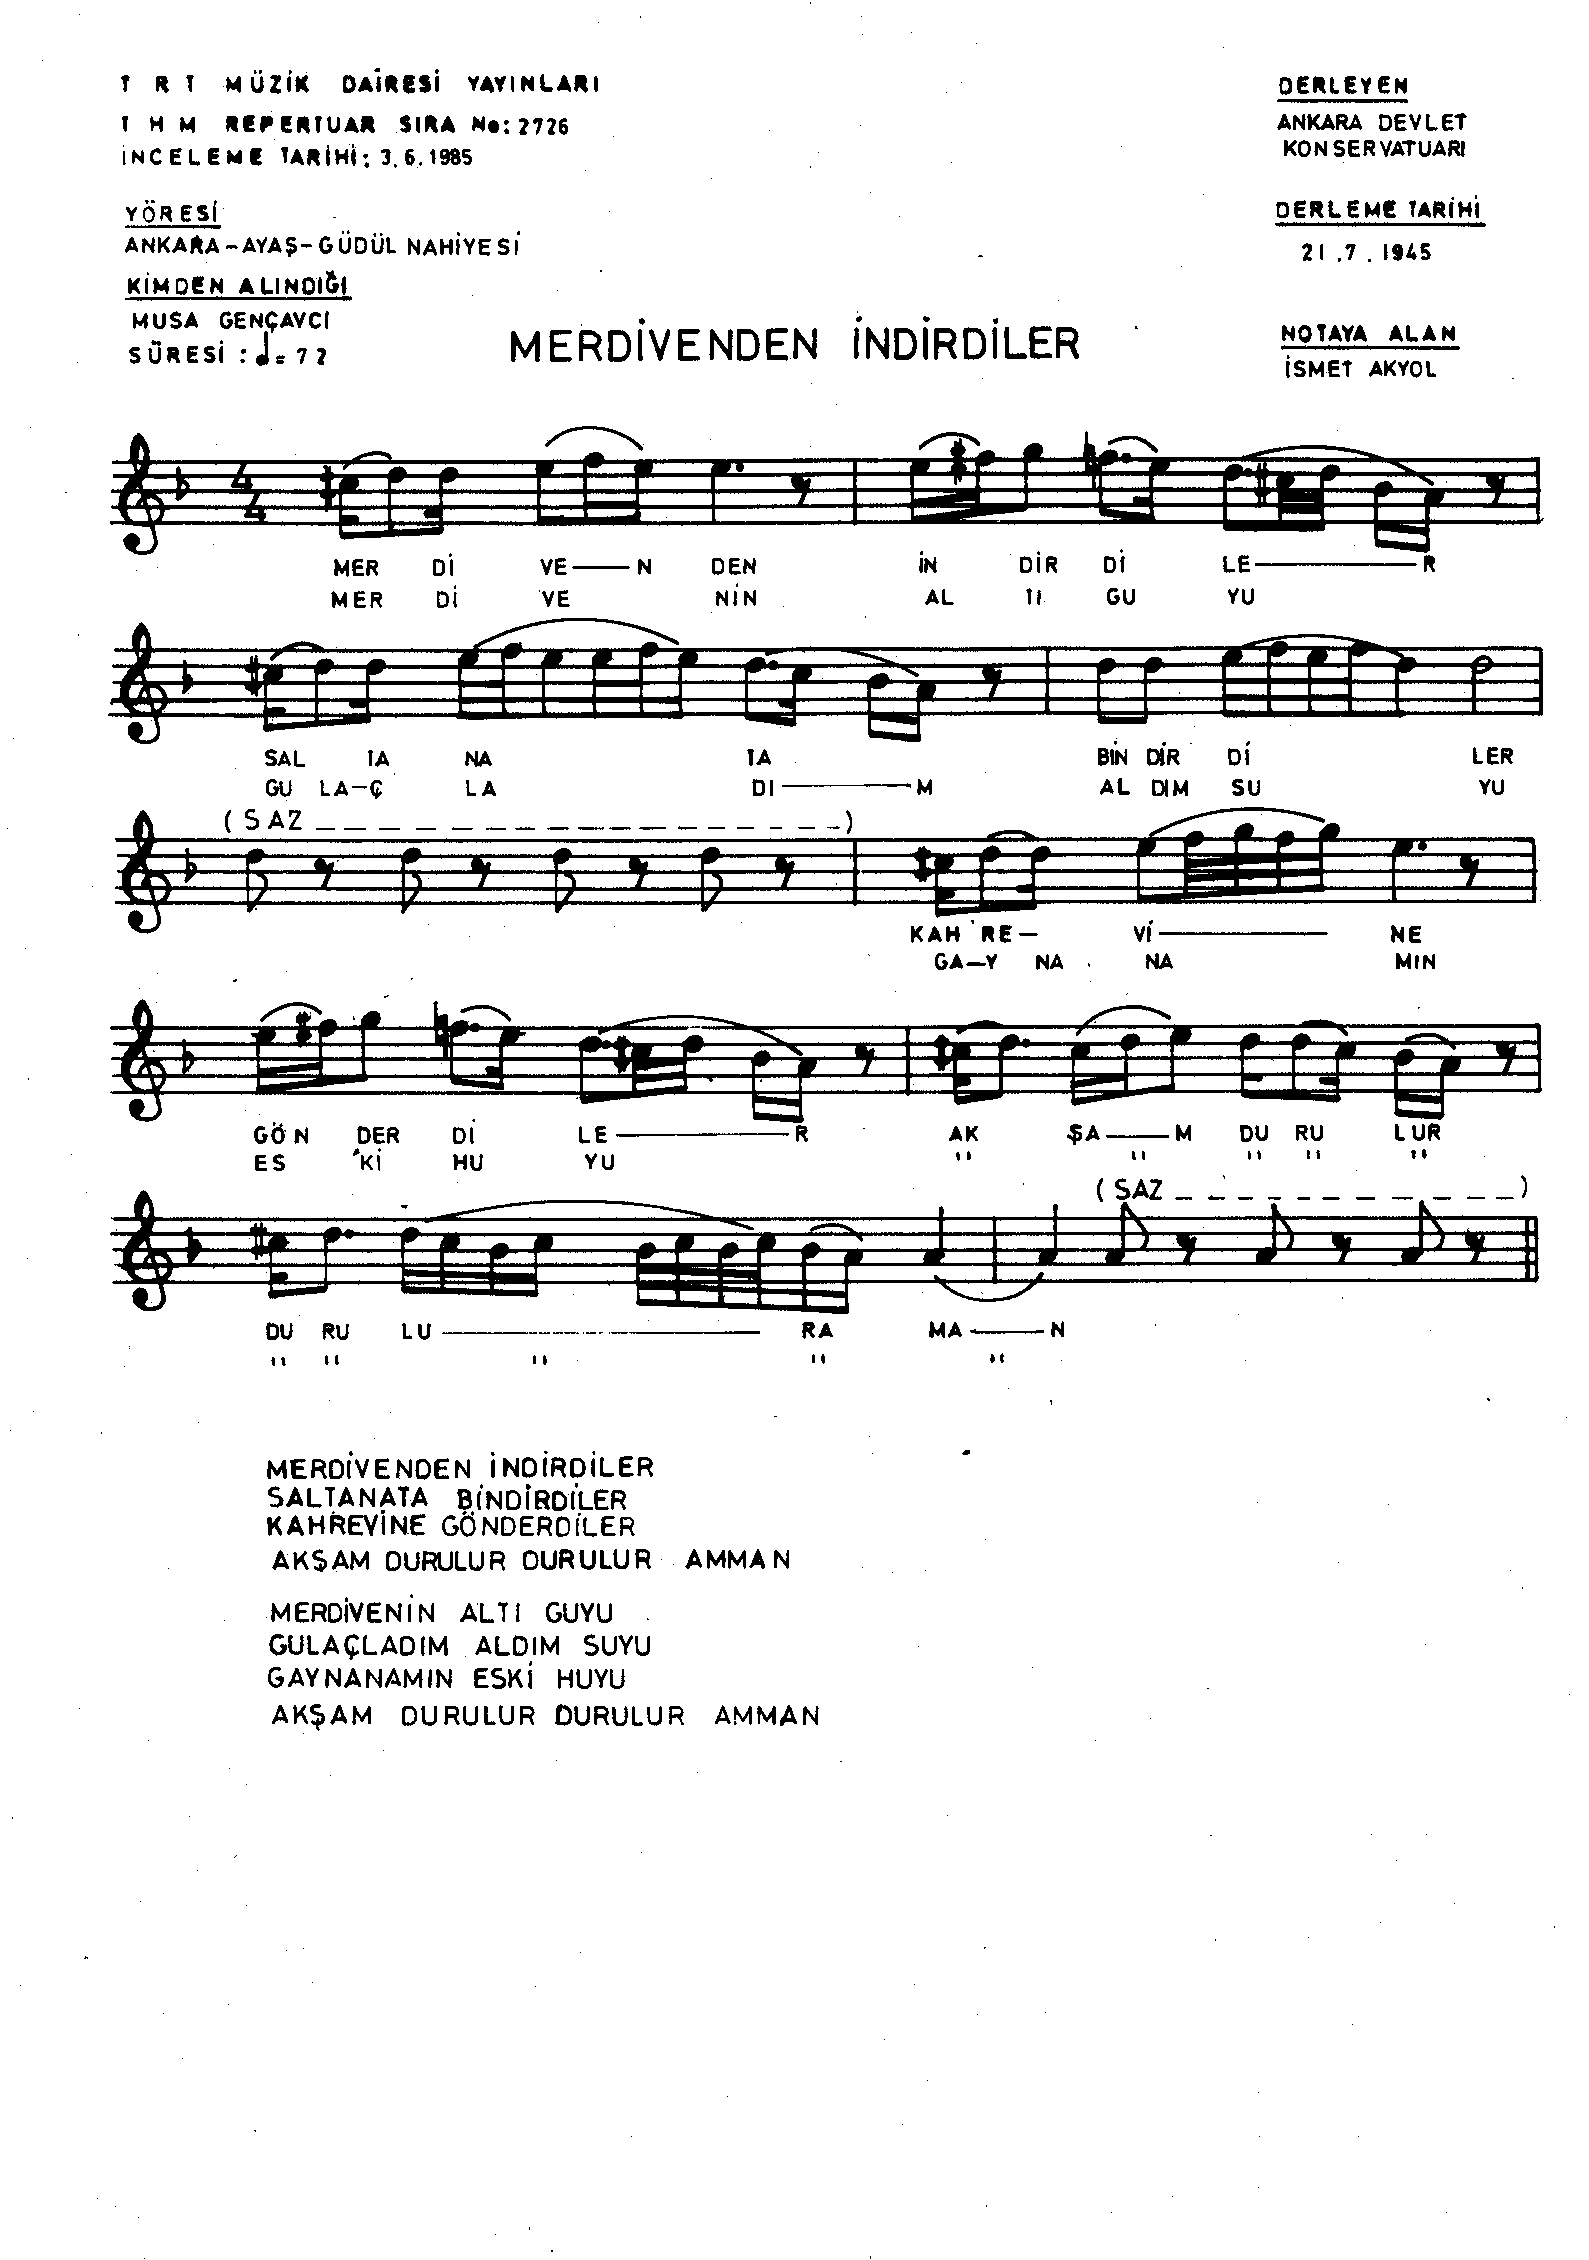 T R T MÜZİK DAİRESİ YAYINLARI
T H M REPERTUAR SIRA No: 2726
İNCELEME TARİHİ: 3.6.1985
YÖRESİ
ANKARA-AYAŞ-GÜDÜL NAHİYESİ
KİMDEN ALINDIĞI
MUSA GENÇAVCI
SÜRESİ : ♩=72
DERLEYEN
ANKARA DEVLET
KONSERVATUARI
DERLEME TARİHİ
21.7.1945
NOTAYA ALAN
İSMET AKYOL
MERDİVENDEN İNDİRDİLER
4
4
MER Dİ VE—N DEN İN DİR Dİ LE—R
MER Dİ VE NİN AL TI GU YU
SAL TA NA TA BİN DİR Dİ LER
GU LA-Ç LA DI—M AL DIM SU YU
(SAZ _ _ _ _ _ _ _ _ _ _ _ _ _ _)
KAH RE— Vİ— NE
GA—Y NA NA MIN
GÖN DER Dİ LE—R AK ŞA—M DU RU LUR
ES Kİ HU YU " " " " "
(SAZ _ _ _ _ _ _ _ _ _)
DU RU LU— RA MA—N
" " " " "
MERDİVENDEN İNDİRDİLER
SALTANATA BİNDİRDİLER
KAHREVİNE GÖNDERDİLER
AKŞAM DURULUR DURULUR AMMAN
MERDİVENİN ALTI GUYU
GULAÇLADIM ALDIM SUYU
GAYNANAMIN ESKİ HUYU
AKŞAM DURULUR DURULUR AMMAN